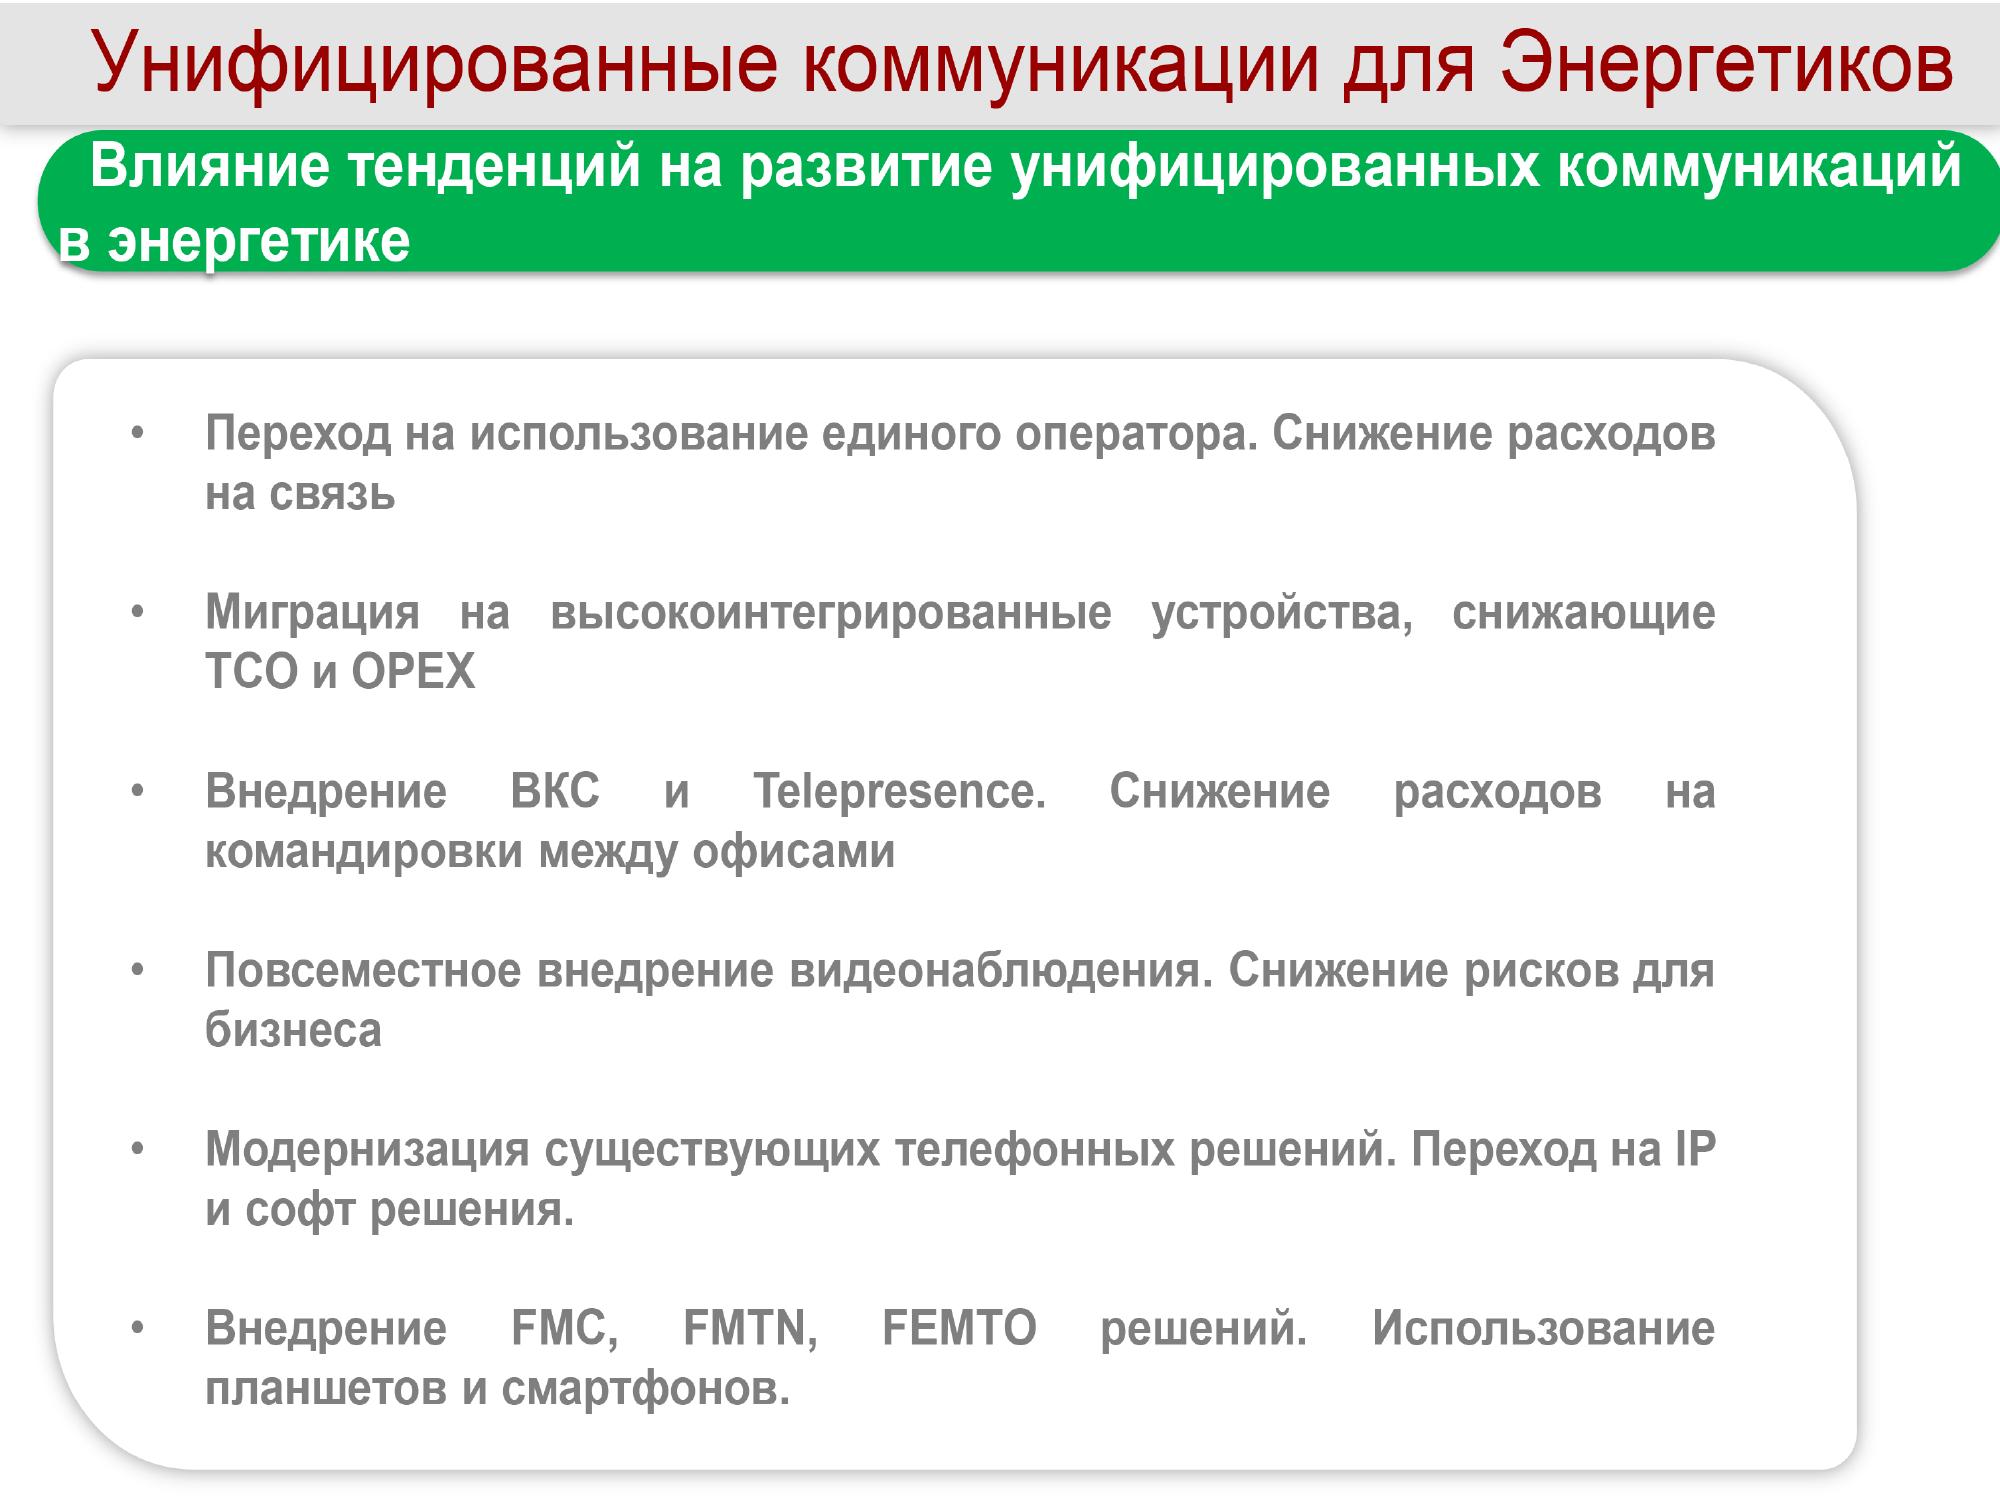 Унифицированные коммуникации для Энергетиков
Влияние тенденций на развитие унифицированных коммуникаций
в энергетике
• Переход на использование единого оператора. Снижение расходов
на связь
• Миграция на высокоинтегрированные устройства, снижающие
TCO и OPEX
• Внедрение ВКС и Telepresence. Снижение расходов на
командировки между офисами
• Повсеместное внедрение видеонаблюдения. Снижение рисков для
бизнеса
• Модернизация существующих телефонных решений. Переход на IP
и софт решения.
• Внедрение FMC, FMTN, FEMTO решений. Использование
планшетов и смартфонов.